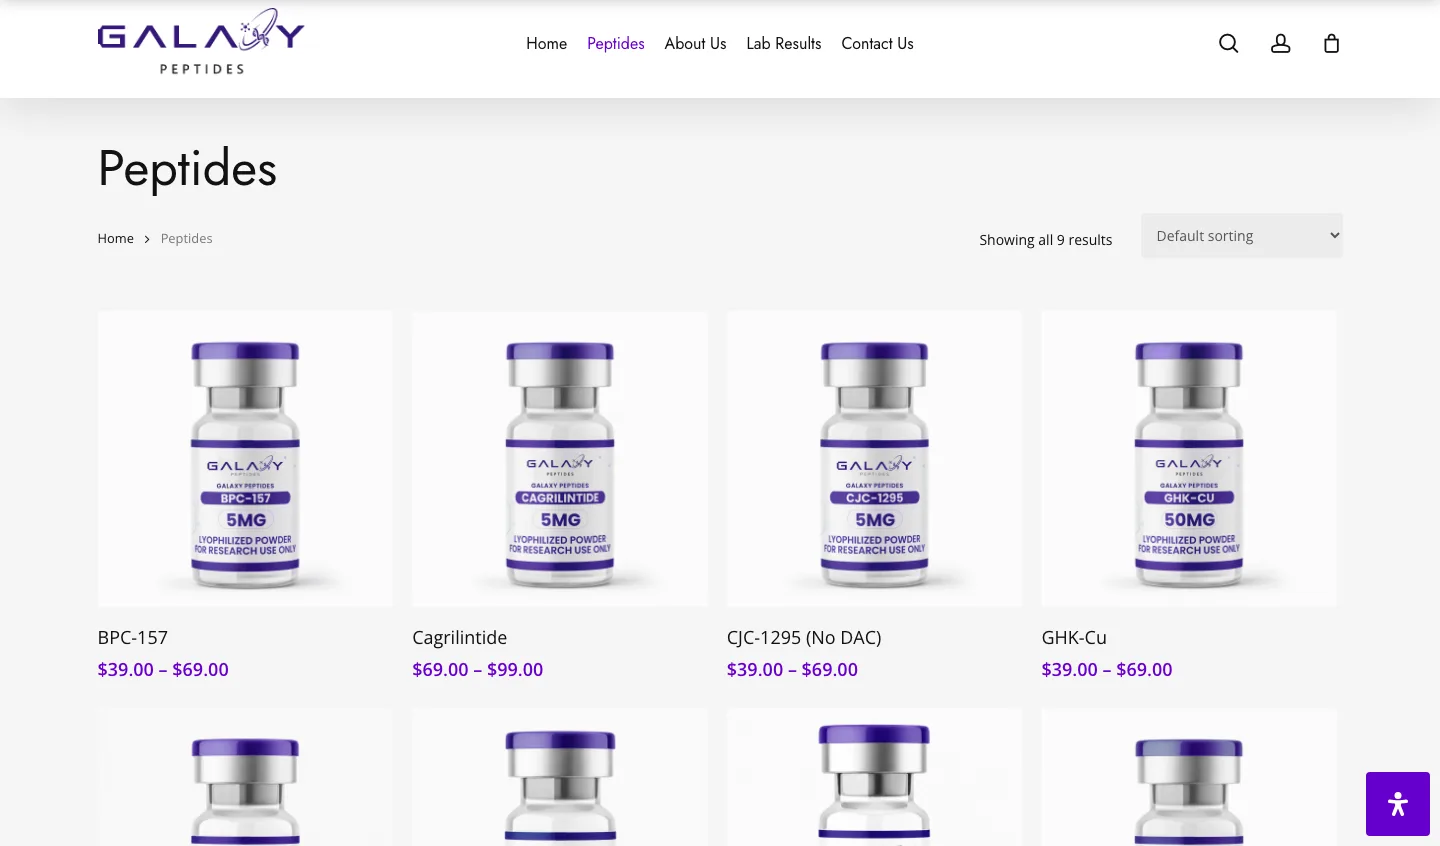 GALAXY
PEPTIDES
Home Peptides About Us Lab Results Contact Us
Peptides
Home > Peptides
Showing all 9 results
Default sorting
GALAXY
PEPTIDES
GALAXY PEPTIDES
BPC-157
5MG
LYOPHILIZED POWDER
FOR RESEARCH USE ONLY
GALAXY
PEPTIDES
GALAXY PEPTIDES
CAGRILINTIDE
5MG
LYOPHILIZED POWDER
FOR RESEARCH USE ONLY
GALAXY
PEPTIDES
GALAXY PEPTIDES
CJC-1295
5MG
LYOPHILIZED POWDER
FOR RESEARCH USE ONLY
GALAXY
PEPTIDES
GALAXY PEPTIDES
GHK-CU
50MG
LYOPHILIZED POWDER
FOR RESEARCH USE ONLY
BPC-157
$39.00 – $69.00
Cagrilintide
$69.00 – $99.00
CJC-1295 (No DAC)
$39.00 – $69.00
GHK-Cu
$39.00 – $69.00